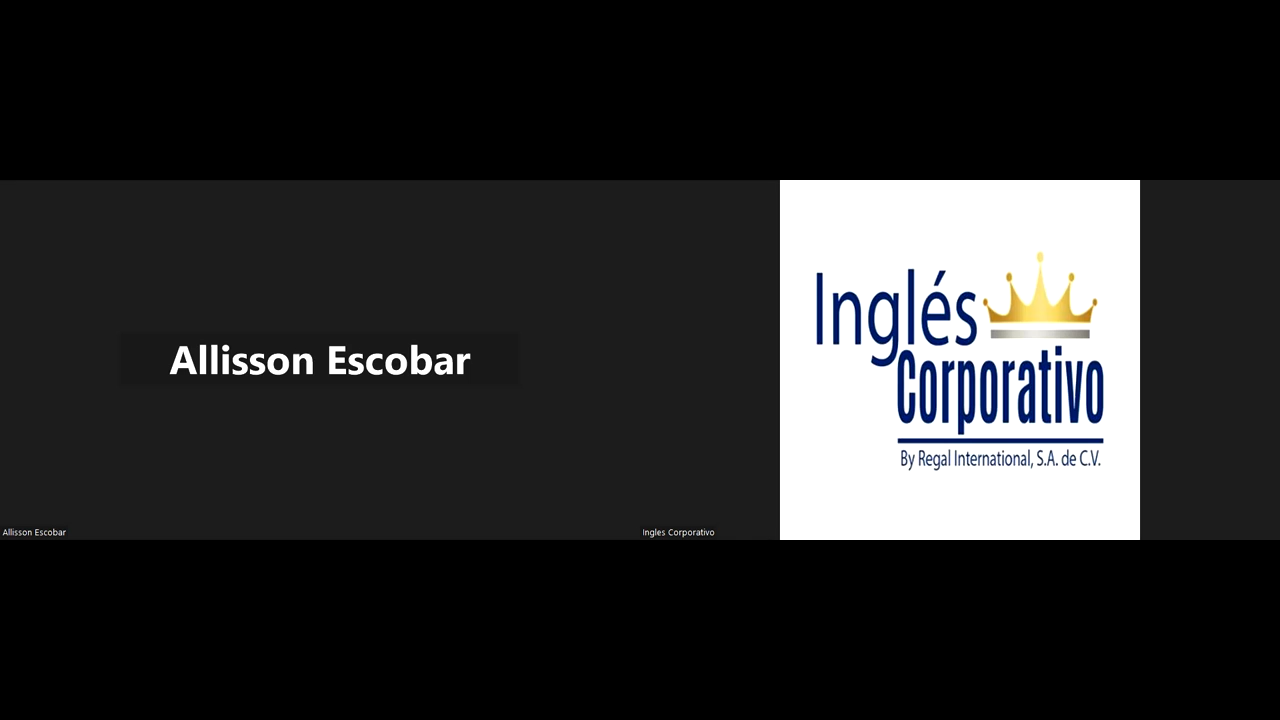 Allisson Escobar
Allisson Escobar
Inglés
Corporativo
By Regal International, S.A. de C.V.
Ingles Corporativo